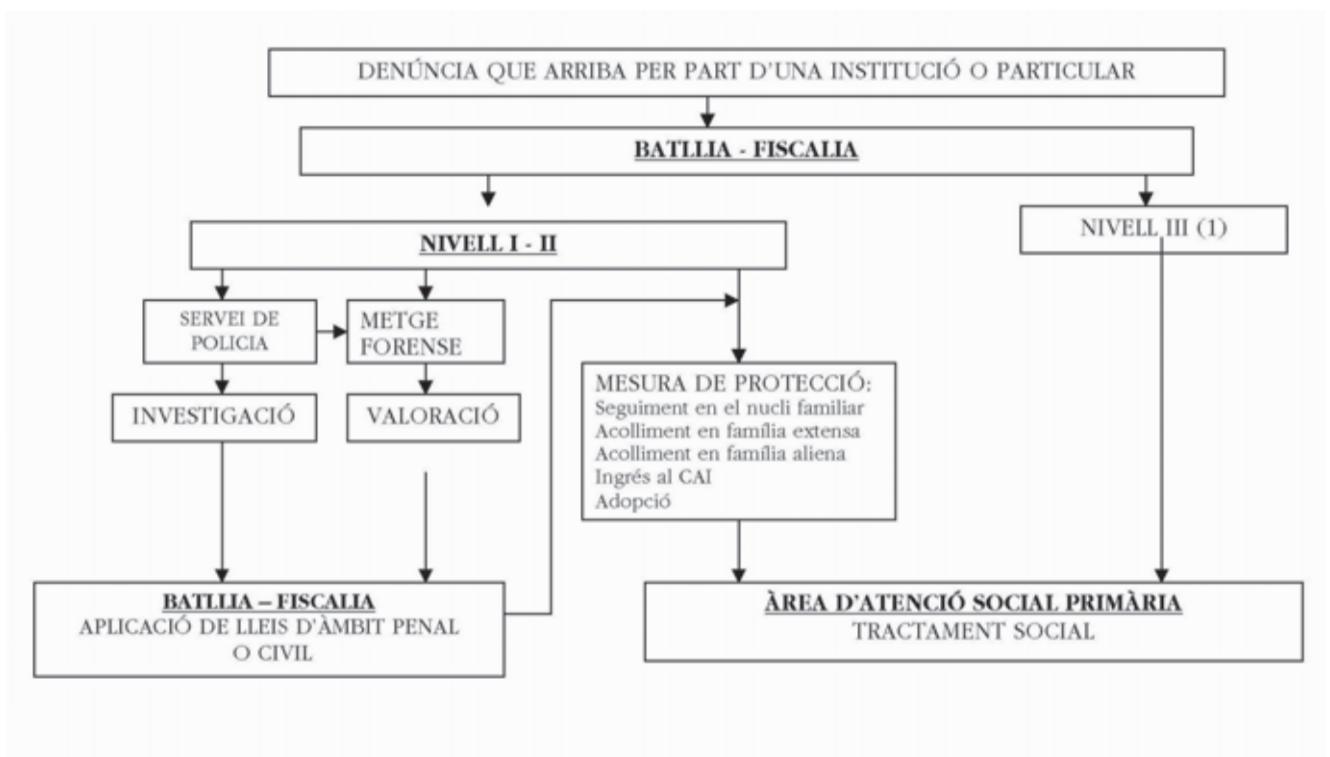 DENÚNCIA QUE ARRIBA PER PART D'UNA INSTITUCIÓ O PARTICULAR
BATLLIA - FISCALIA
NIVELL I - II
NIVELL III (1)
SERVEI DE
POLICIA
METGE
FORENSE
INVESTIGACIÓ
VALORACIÓ
MESURA DE PROTECCIÓ:
Seguiment en el nucli familiar
Acolliment en família extensa
Acolliment en família aliena
Ingrés al CAI
Adopció
BATLLIA – FISCALIA
APLICACIÓ DE LLEIS D'ÀMBIT PENAL
O CIVIL
ÀREA D'ATENCIÓ SOCIAL PRIMÀRIA
TRACTAMENT SOCIAL